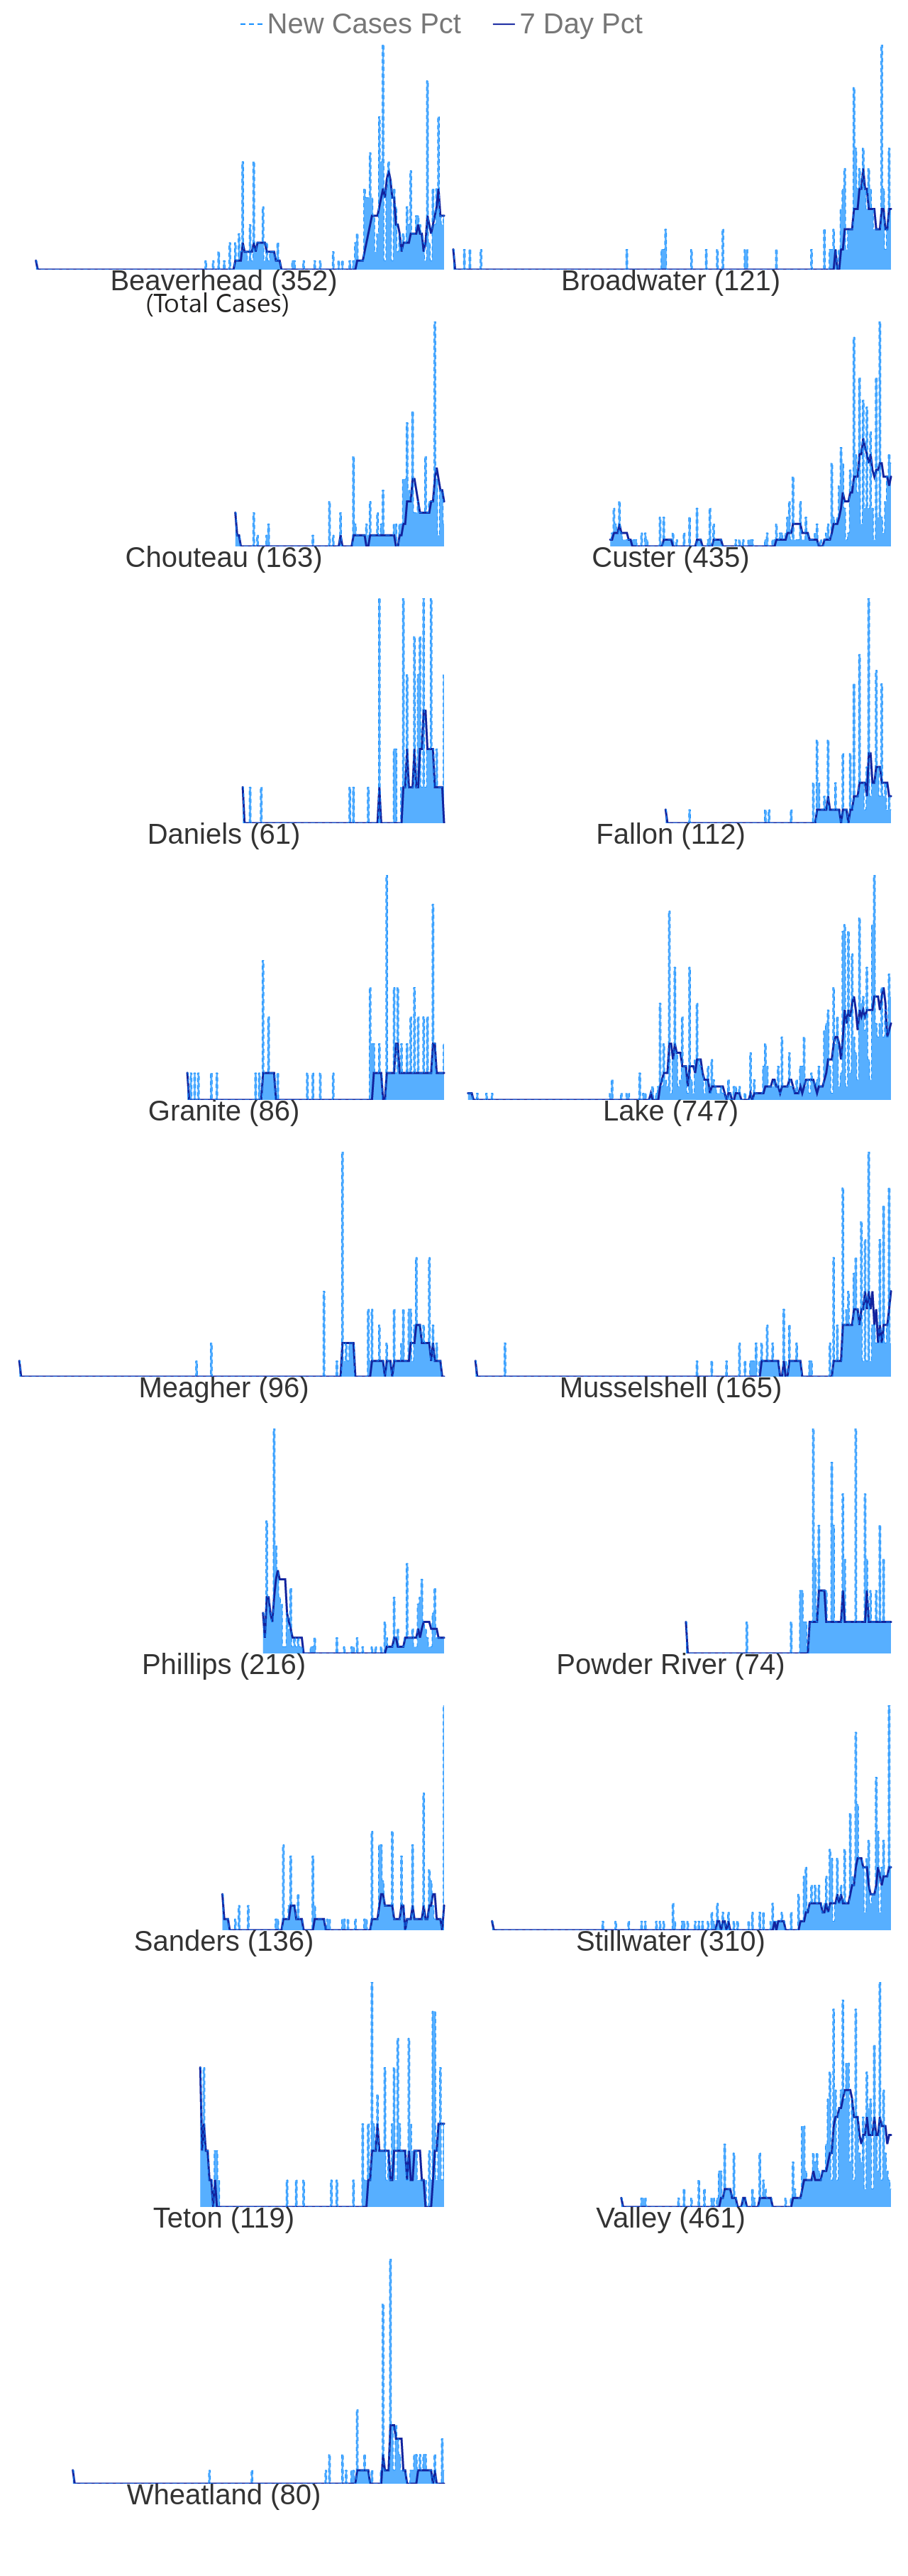 New Cases Pct 7 Day Pct
Beaverhead (352) Broadwater (121)
(Total Cases)
Chouteau (163) Custer (435)
Daniels (61) Fallon (112)
Granite (86) Lake (747)
Meagher (96) Musselshell (165)
Phillips (216) Powder River (74)
Sanders (136) Stillwater (310)
Teton (119) Valley (461)
Wheatland (80)